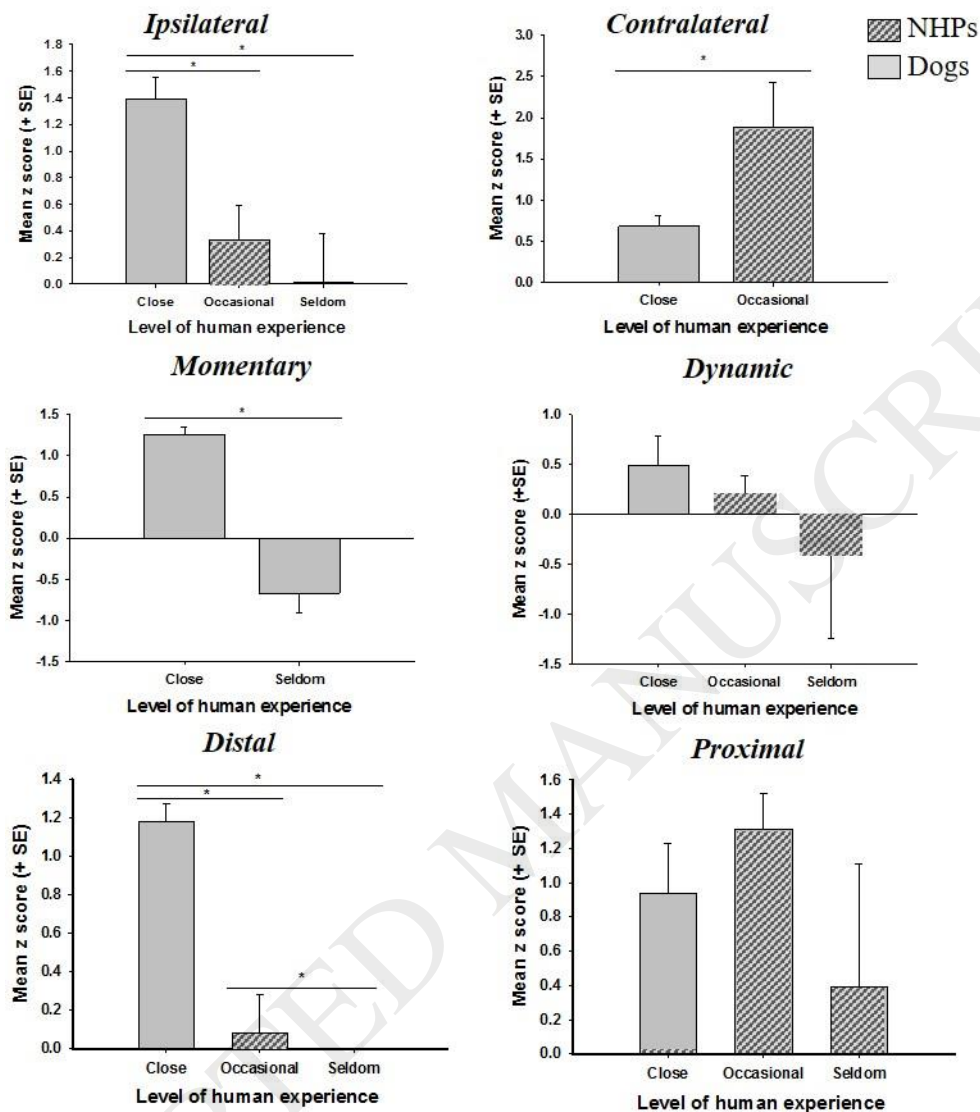 Ipsilateral
1.8
1.6
1.4
1.2
1.0
0.8
0.6
0.4
0.2
0.0
Mean z score (+ SE)
*
*
Close Occasional Seldom
Level of human experience
Contralateral
3.0
2.5
2.0
1.5
1.0
0.5
0.0
Mean z score (+ SE)
*
Close Occasional
Level of human experience
NHPs
Dogs
Momentary
1.5
1.0
0.5
0.0
-0.5
-1.0
-1.5
Mean z score (+ SE)
*
Close Seldom
Level of human experience
Dynamic
1.0
0.5
0.0
-0.5
-1.0
-1.5
Mean z score (+SE)
Close Occasional Seldom
Level of human experience
Distal
1.4
1.2
1.0
0.8
0.6
0.4
0.2
0.0
Mean z score (+ SE)
*
*
*
Close Occasional Seldom
Level of human experience
Proximal
1.6
1.4
1.2
1.0
0.8
0.6
0.4
0.2
0.0
Mean z score (+ SE)
Close Occasional Seldom
Level of human experience
TED MANUSCRI